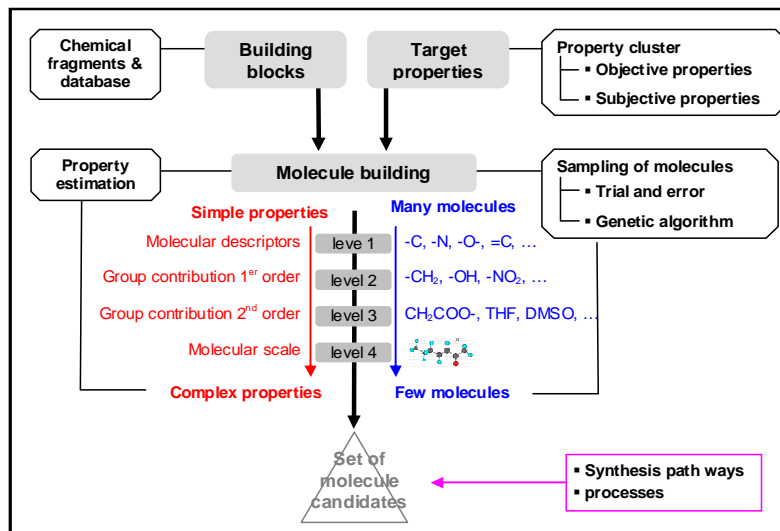 Chemical
fragments &
database
Building
blocks
Target
properties
Property cluster
▪ Objective properties
▪ Subjective properties
Property
estimation
Molecule building
Sampling of molecules
▪ Trial and error
▪ Genetic algorithm
Simple properties
Many molecules
Molecular descriptors
leve 1
-C, -N, -O-, =C, …
Group contribution 1er order
level 2
-CH2, -OH, -NO2, …
Group contribution 2nd order
level 3
CH2COO-, THF, DMSO, …
Molecular scale
level 4
Complex properties
Few molecules
Set of
molecule
candidates
▪ Synthesis path ways
▪ processes